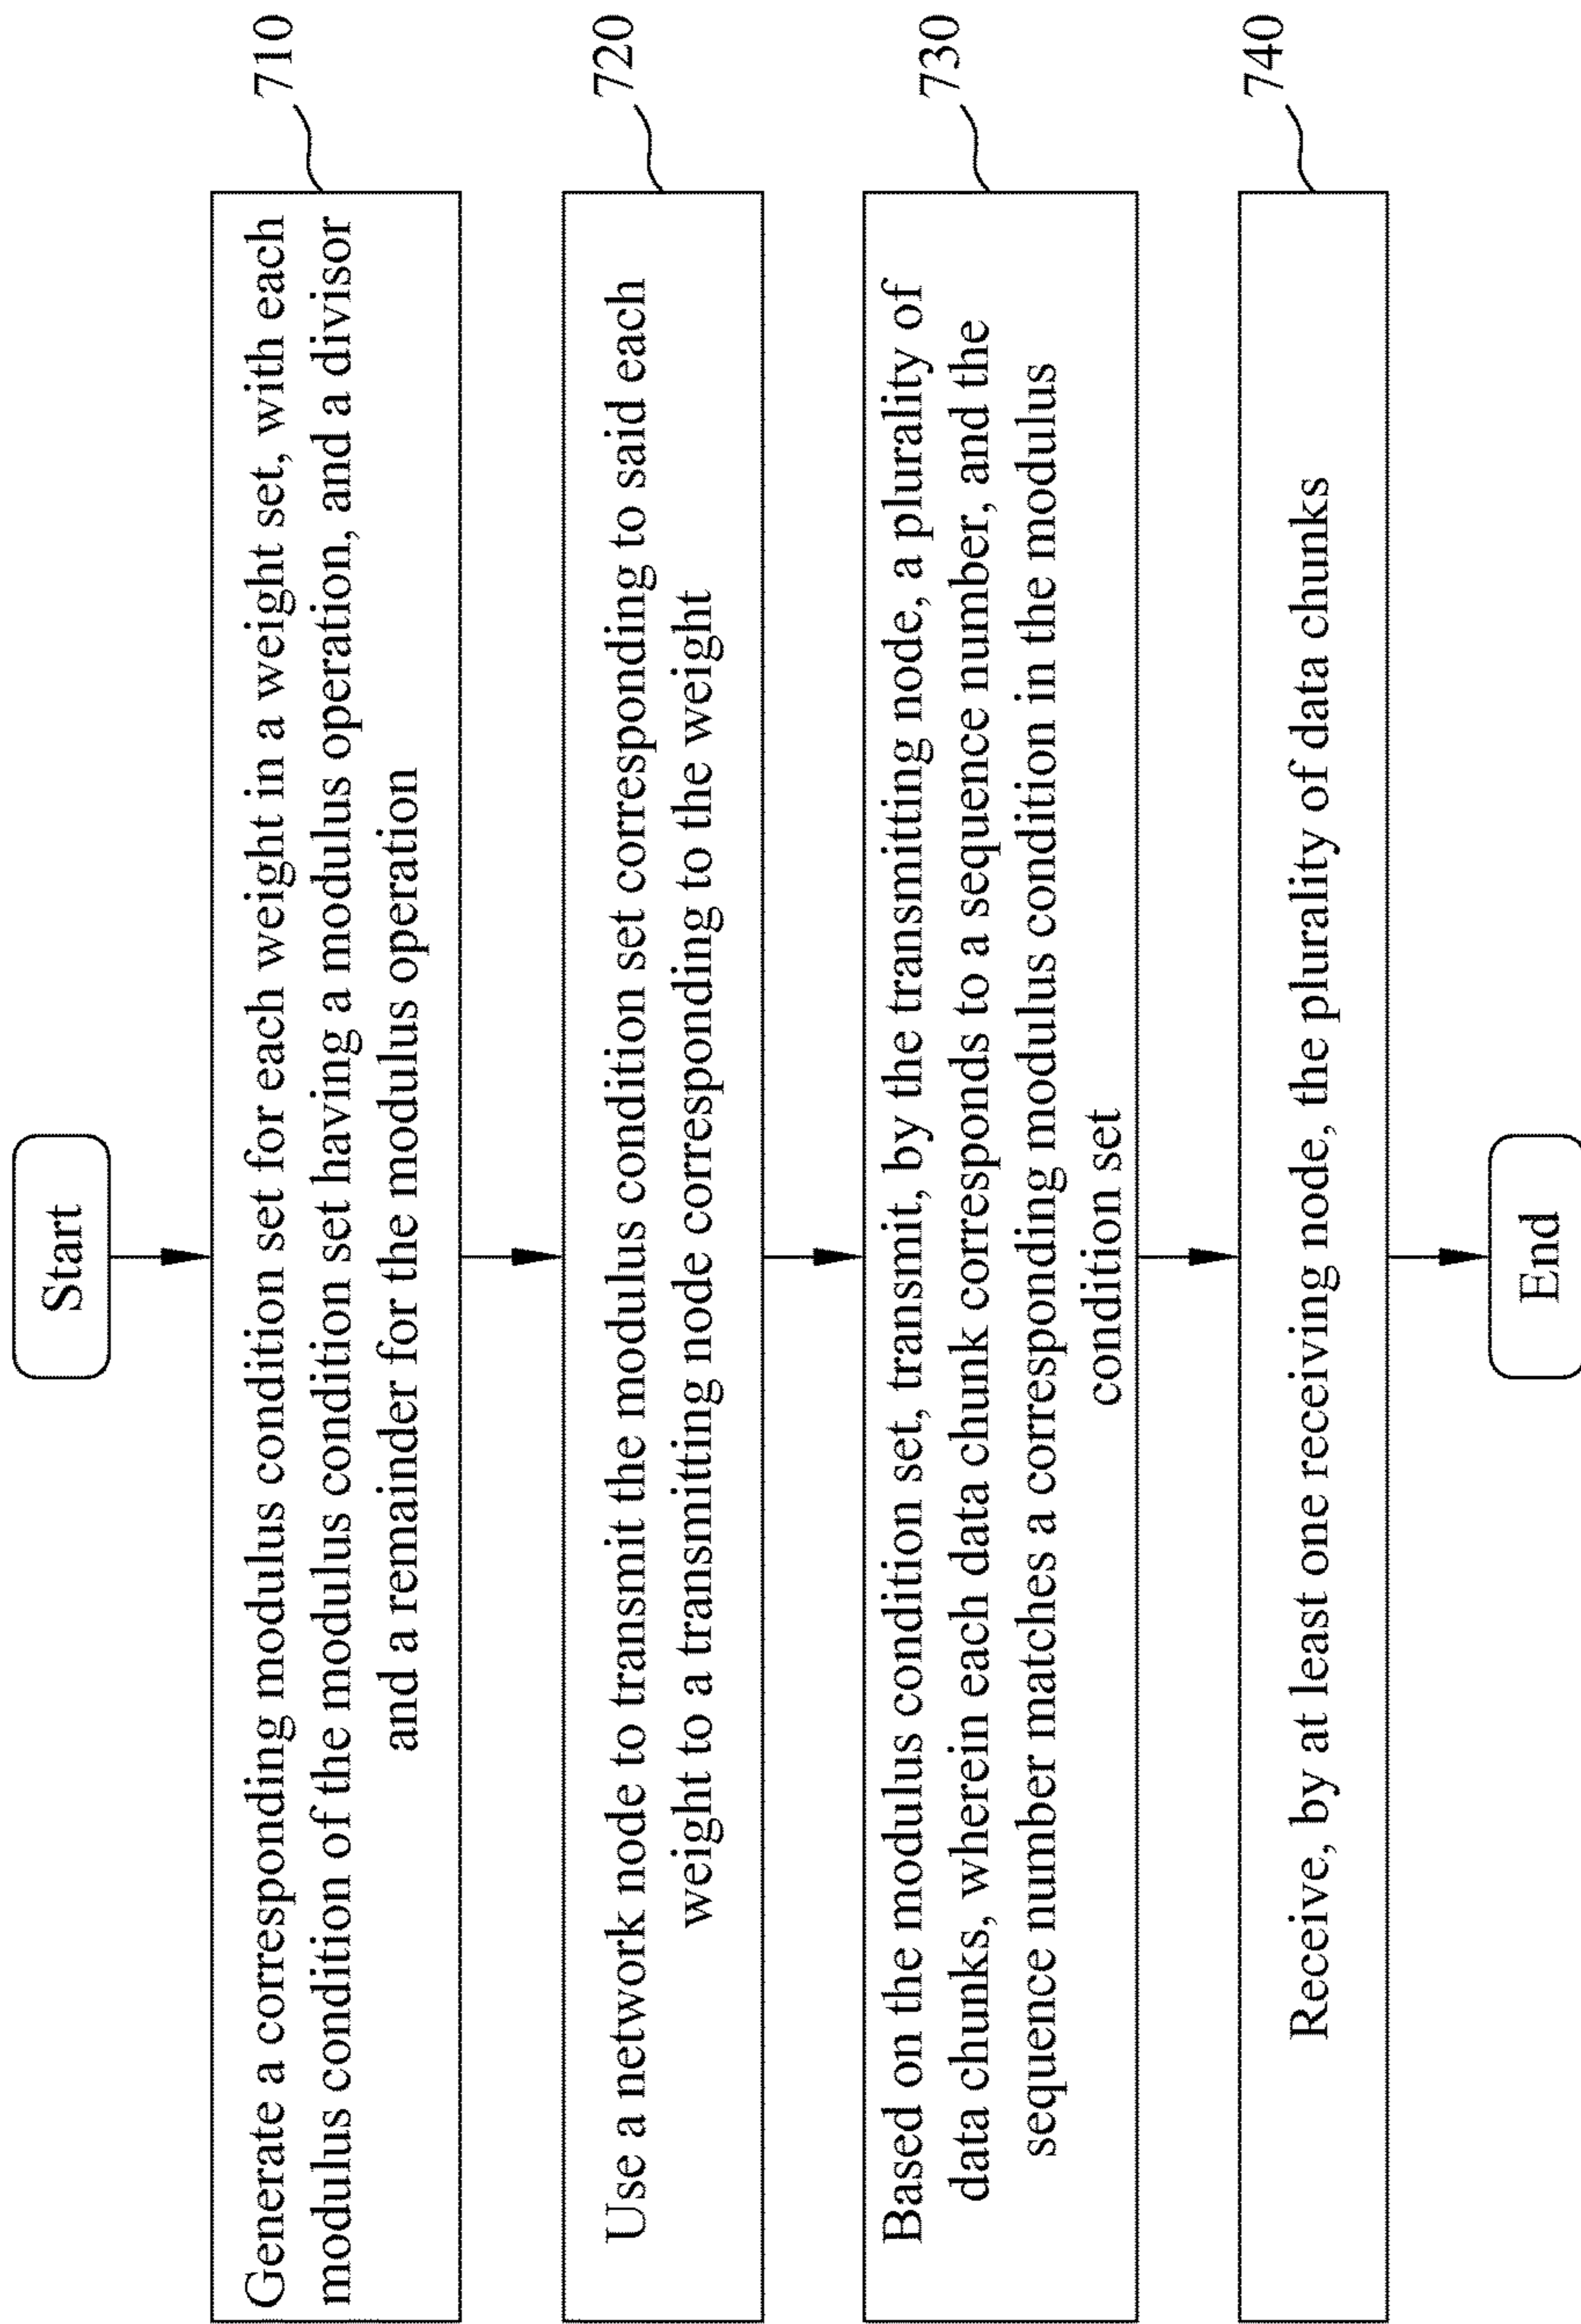 Start
Generate a corresponding modulus condition set for each weight in a weight set, with each
modulus condition of the modulus condition set having a modulus operation, and a divisor
and a remainder for the modulus operation
710
Use a network node to transmit the modulus condition set corresponding to said each
weight to a transmitting node corresponding to the weight
720
Based on the modulus condition set, transmit, by the transmitting node, a plurality of
data chunks, wherein each data chunk corresponds to a sequence number, and the
sequence number matches a corresponding modulus condition in the modulus
condition set
730
Receive, by at least one receiving node, the plurality of data chunks
740
End